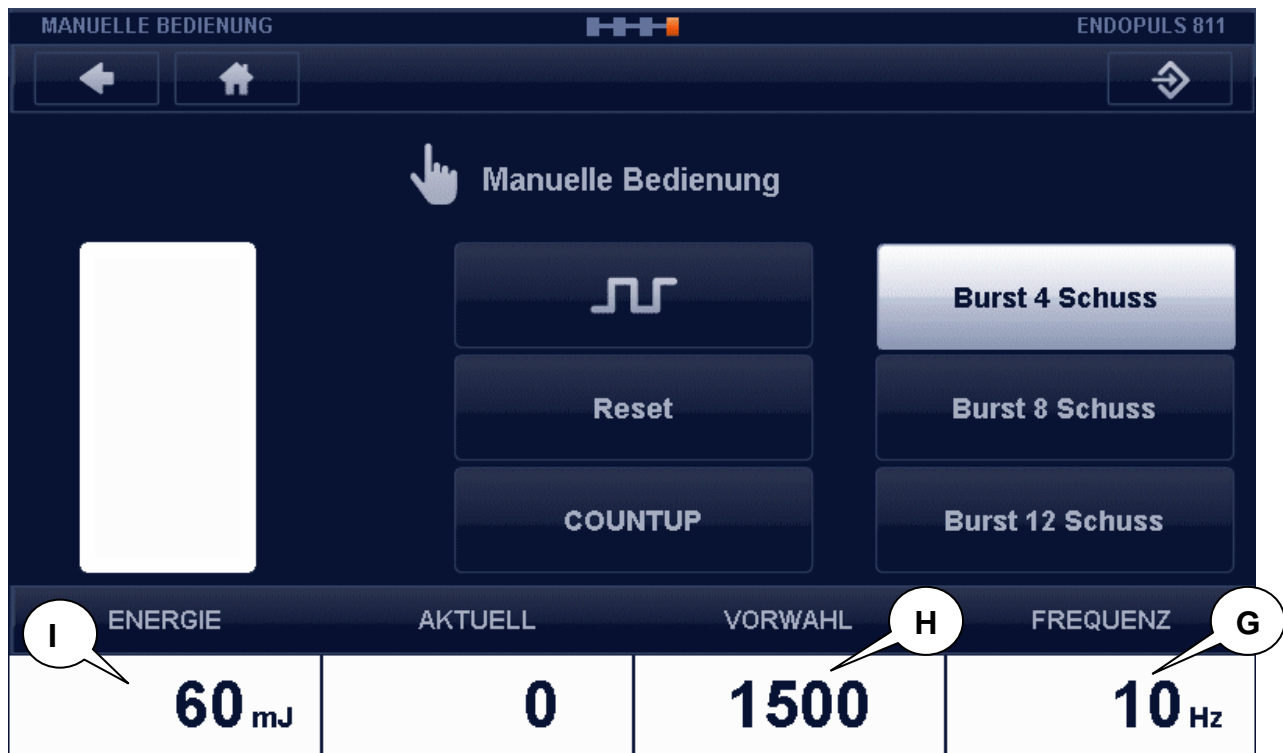 MANUELLE BEDIENUNG ENDOPULS 811
Manuelle Bedienung
Burst 4 Schuss
Reset Burst 8 Schuss
COUNTUP Burst 12 Schuss
I ENERGIE AKTUELL VORWAHL H FREQUENZ G
60 mJ 0 1500 10 Hz